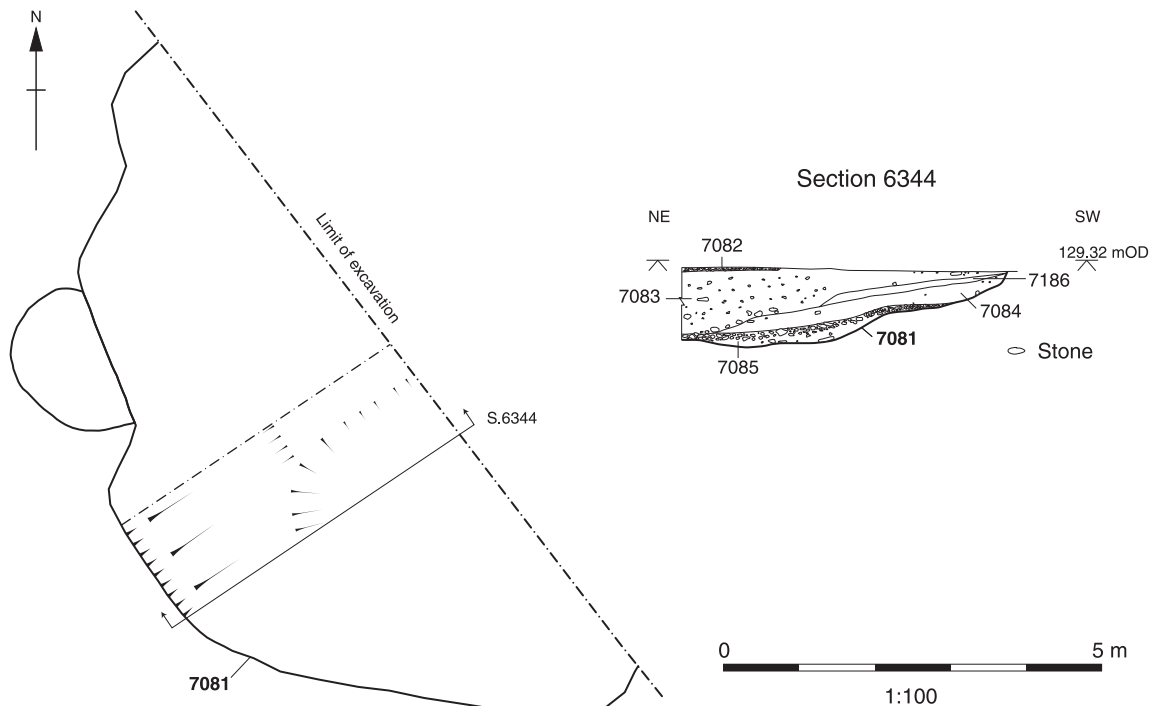 N
Limit of excavation
S.6344
7081
Section 6344
NE
SW
129.32 mOD
7082
7083
7186
7084
7081
7085
Stone
0
5 m
1:100